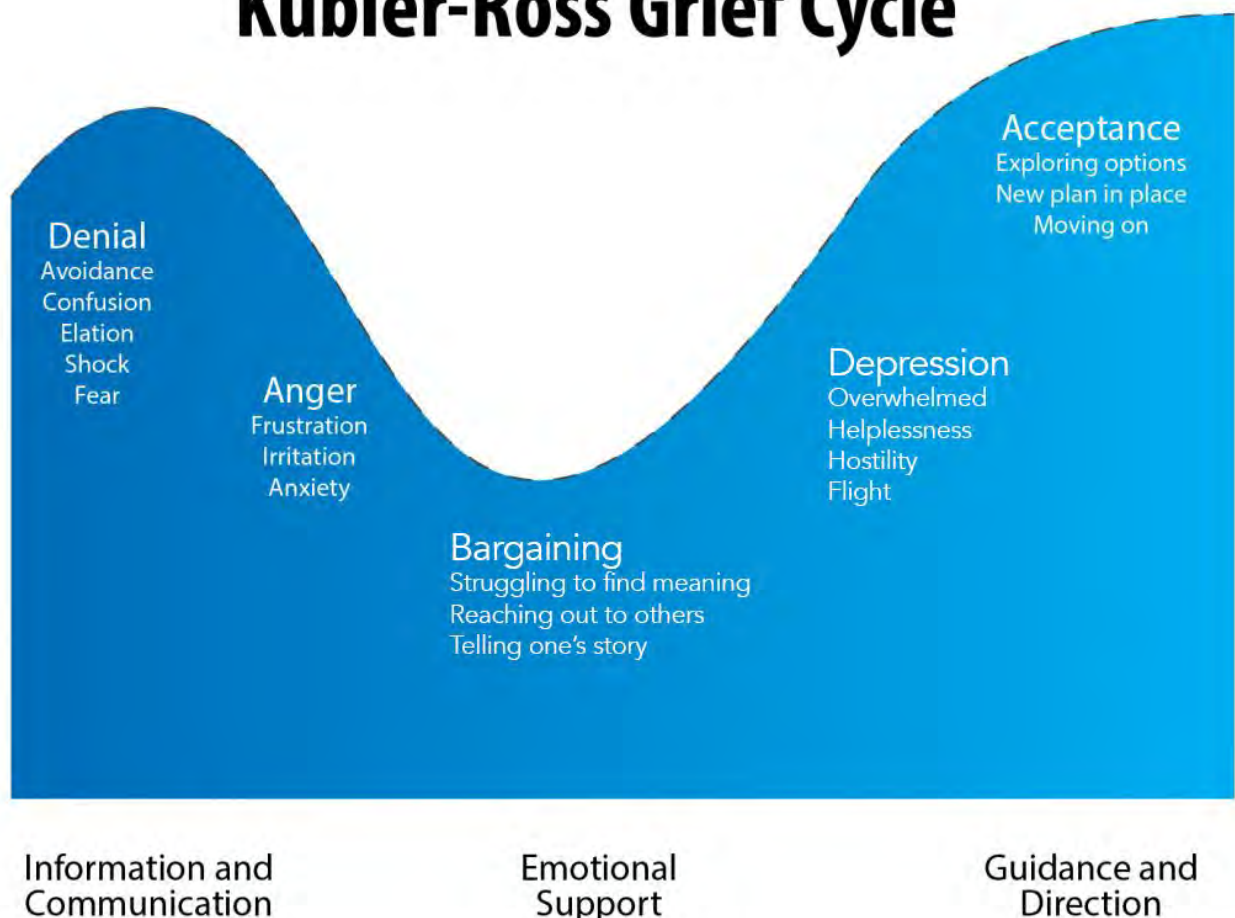 Kübler-Ross Grief Cycle
Denial
Avoidance
Confusion
Elation
Shock
Fear
Anger
Frustration
Irritation
Anxiety
Bargaining
Struggling to find meaning
Reaching out to others
Telling one's story
Depression
Overwhelmed
Helplessness
Hostility
Flight
Acceptance
Exploring options
New plan in place
Moving on
Information and
Communication
Emotional
Support
Guidance and
Direction